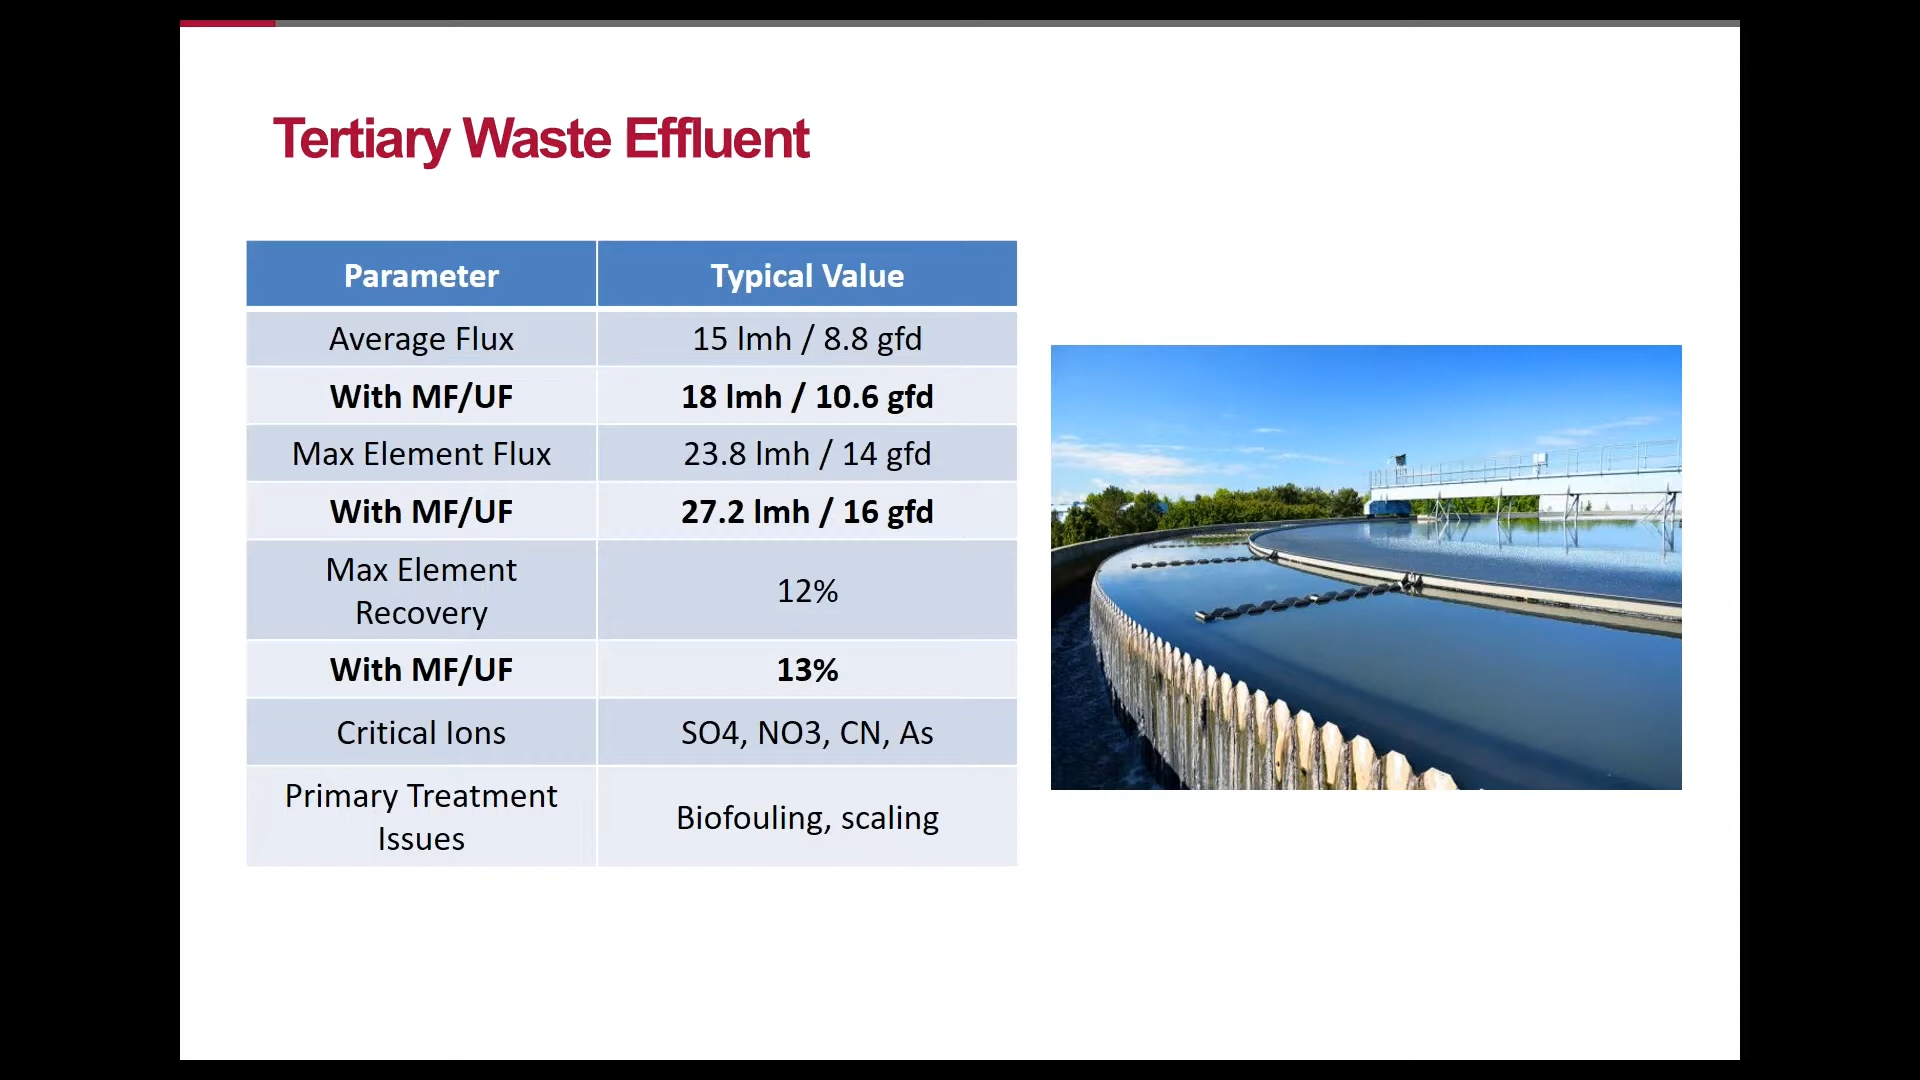 Tertiary Waste Effluent
Parameter
Typical Value
Average Flux
15 lmh / 8.8 gfd
With MF/UF
18 lmh / 10.6 gfd
Max Element Flux
23.8 lmh / 14 gfd
With MF/UF
27.2 lmh / 16 gfd
Max Element
Recovery
12%
With MF/UF
13%
Critical Ions
SO4, NO3, CN, As
Primary Treatment
Issues
Biofouling, scaling